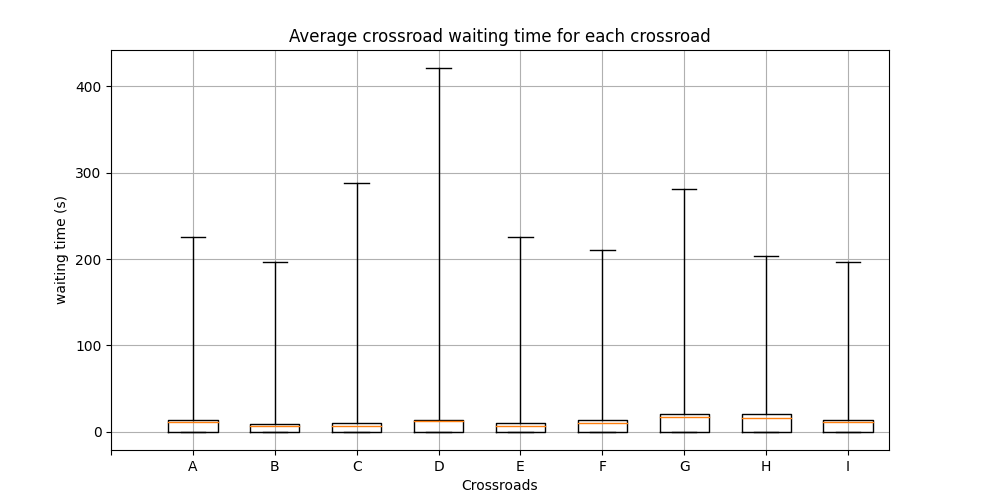 Average crossroad waiting time for each crossroad
waiting time (s)
400
300
200
100
0
A B C D E F G H I
Crossroads